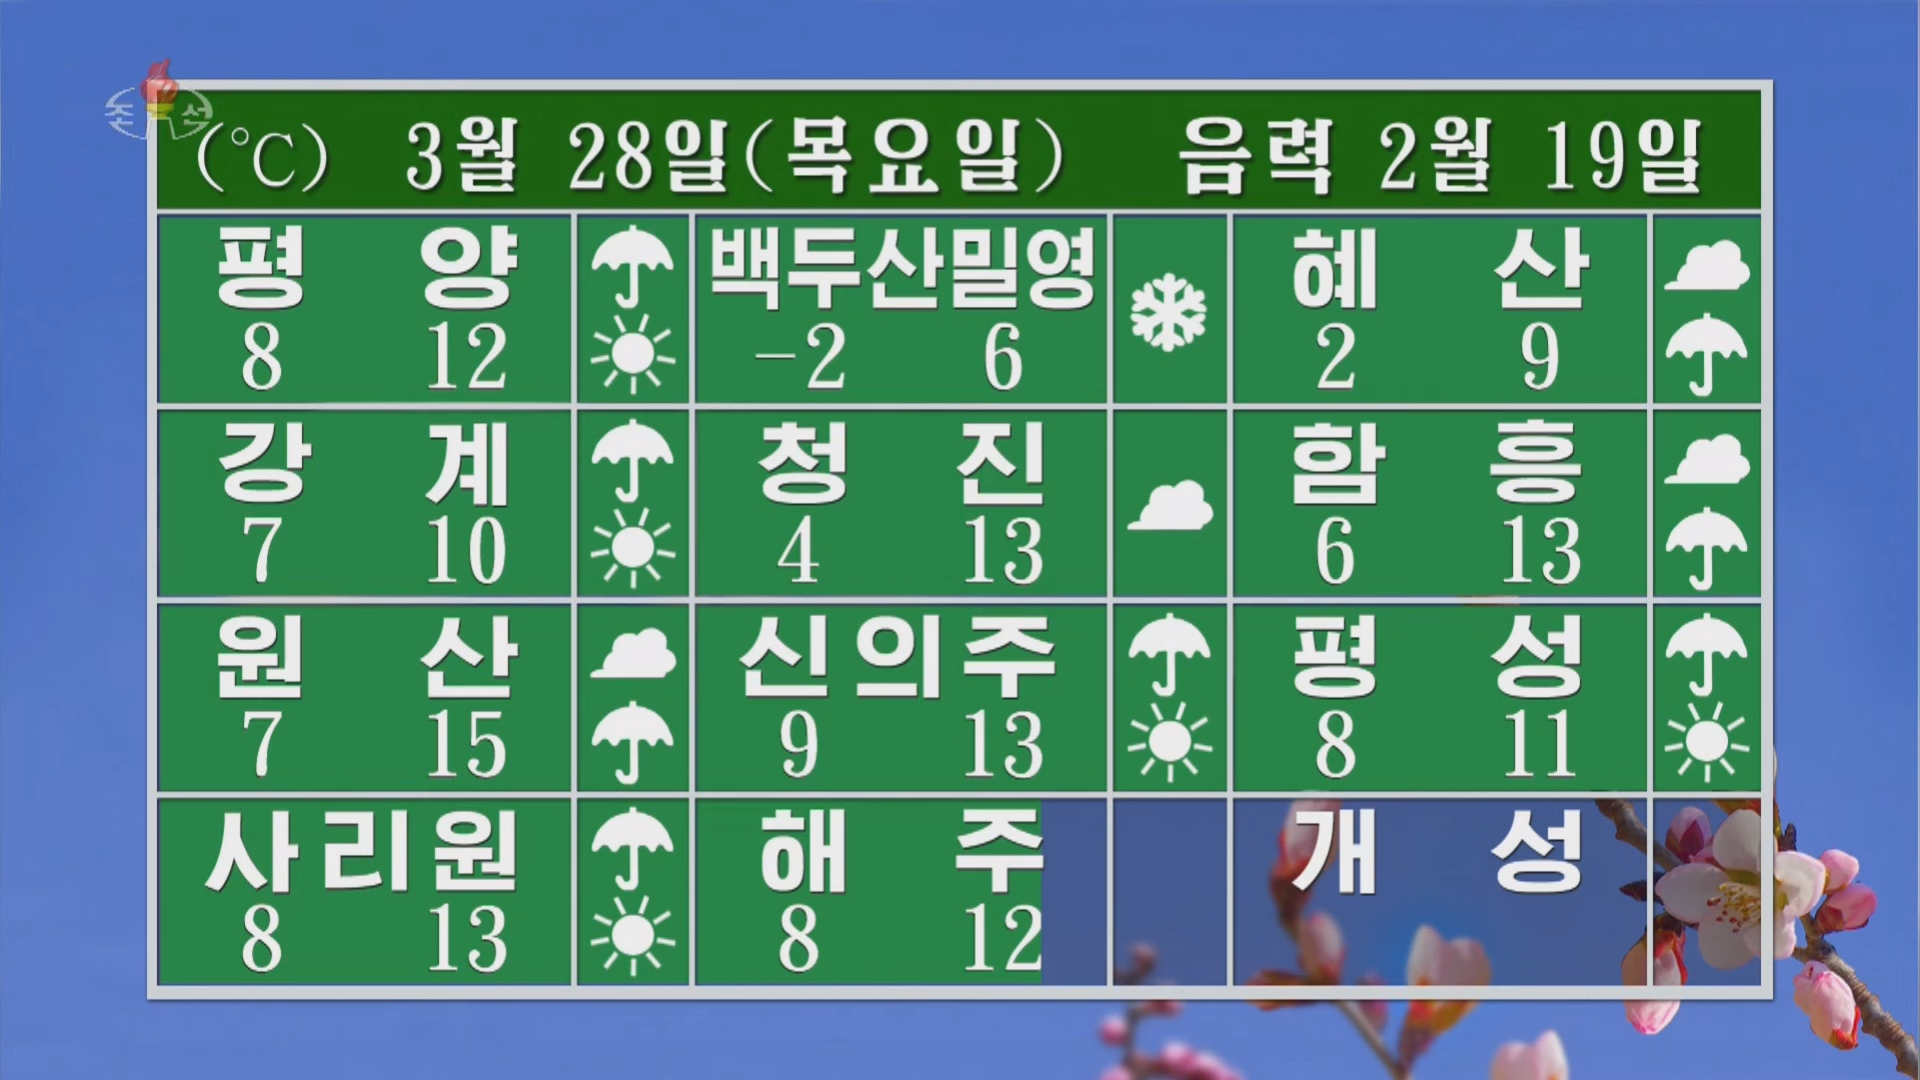 조선
(℃) 3월 28일(목요일) 음력 2월 19일
평양 백두산밀영 혜산
8 12 -2 6 2 9
강계 청진 함흥
7 10 4 13 6 13
원산 신의주 평성
7 15 9 13 8 11
사리원 해주 개성
8 13 8 12